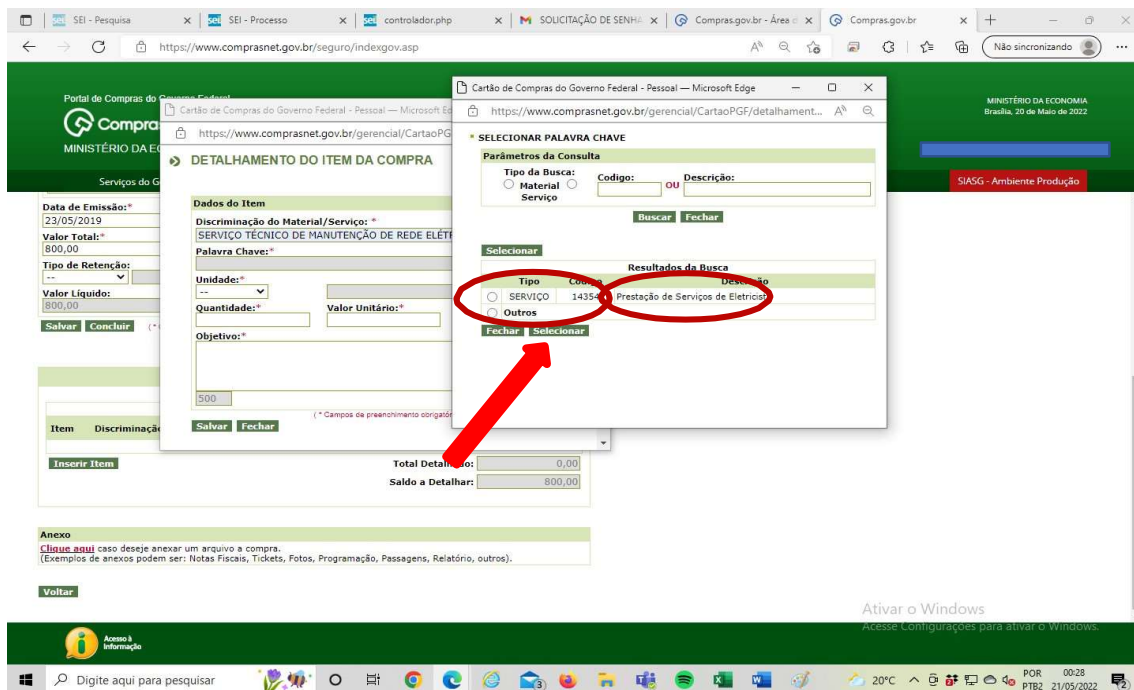 SEI - Pesquisa
SEI - Processo
controlador.php
SOLICITAÇÃO DE SENHA
Compras.gov.br - Área d
Compras.gov.br
https://www.comprasnet.gov.br/seguro/indexgov.asp
Não sincronizando
Portal de Compras do Governo Federal
Compra
MINISTÉRIO DA E
Serviços do G
MINISTÉRIO DA ECONOMIA
Brasília, 20 de Maio de 2022
SIASG - Ambiente Produção
Data de Emissão:*
23/05/2019
Valor Total:*
800,00
Tipo de Retenção:
--
Valor Líquido:
800,00
Salvar Concluir (*
Item Discriminaçã
Inserir Item
Total Detalhado: 0,00
Saldo a Detalhar: 800,00
Anexo
Clique aqui caso deseje anexar um arquivo a compra.
(Exemplos de anexos podem ser: Notas Fiscais, Tickets, Fotos, Programação, Passagens, Relatório, outros).
Voltar
Acesso à
Informação
Cartão de Compras do Governo Federal - Pessoal — Microsoft Ed
https://www.comprasnet.gov.br/gerencial/CartaoPG
DETALHAMENTO DO ITEM DA COMPRA
Dados do Item
Discriminação do Material/Serviço: *
SERVIÇO TÉCNICO DE MANUTENÇÃO DE REDE ELÉTR
Palavra Chave:*
Unidade:*
--
Quantidade:* Valor Unitário:*
Objetivo:*
500
( * Campos de preenchimento obrigatór
Salvar Fechar
Cartão de Compras do Governo Federal - Pessoal — Microsoft Edge
https://www.comprasnet.gov.br/gerencial/CartaoPGF/detalhament...
* SELECIONAR PALAVRA CHAVE
Parâmetros da Consulta
Tipo da Busca:
Material
Serviço
Codigo:
OU
Descrição:
Buscar Fechar
Selecionar
Resultados da Busca
Tipo Código Descrição
SERVIÇO 14354 Prestação de Serviços de Eletricist
Outros
Fechar Selecionar
Ativar o Windows
Acesse Configurações para ativar o Windows.
Digite aqui para pesquisar
20°C
POR
PTB2
00:28
21/05/2022